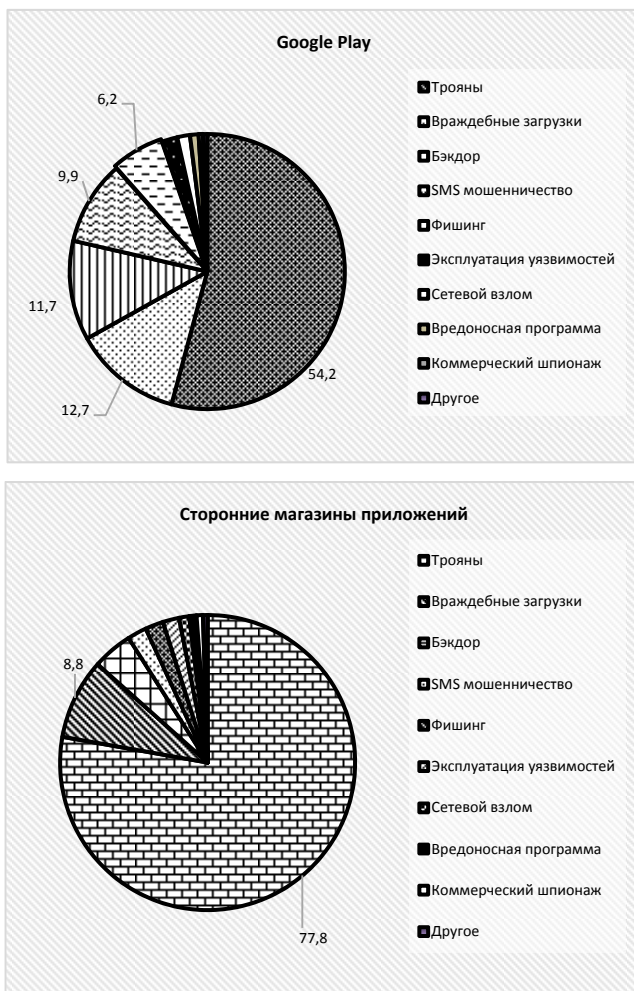 Google Play
6,2
9,9
11,7
12,7
54,2
Трояны
Враждебные загрузки
Бэкдор
SMS мошенничество
Фишинг
Эксплуатация уязвимостей
Сетевой взлом
Вредоносная программа
Коммерческий шпионаж
Другое
Сторонние магазины приложений
8,8
77,8
Трояны
Враждебные загрузки
Бэкдор
SMS мошенничество
Фишинг
Эксплуатация уязвимостей
Сетевой взлом
Вредоносная программа
Коммерческий шпионаж
Другое